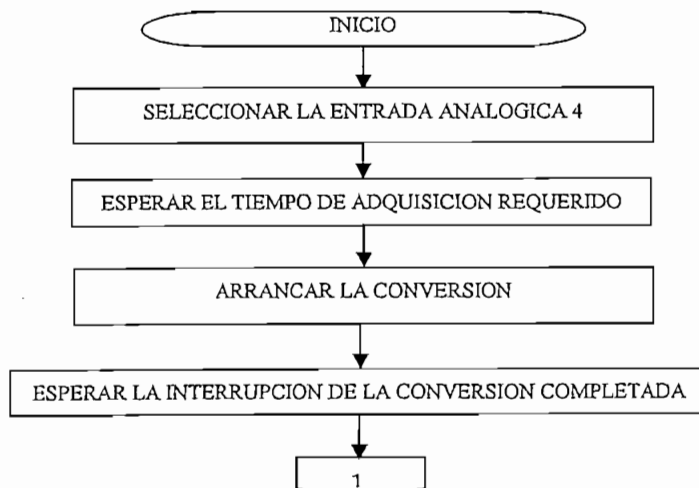 INICIO
SELECCIONAR LA ENTRADA ANALOGICA 4
ESPERAR EL TIEMPO DE ADQUISICION REQUERIDO
ARRANCAR LA CONVERSION
ESPERAR LA INTERRUPCION DE LA CONVERSION COMPLETADA
1